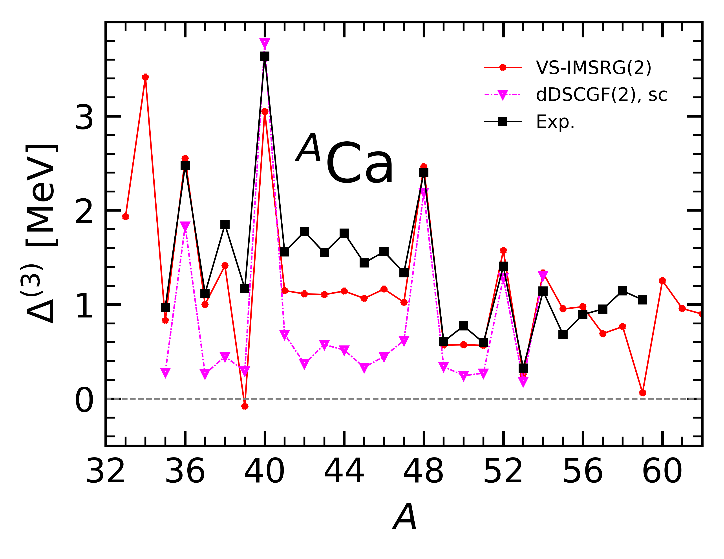 VS-IMSRG(2)
dDSCGF(2), sc
Exp.
ᴬCa
Δ⁽³⁾ [MeV]
3
2
1
0
32 36 40 44 48 52 56 60
A